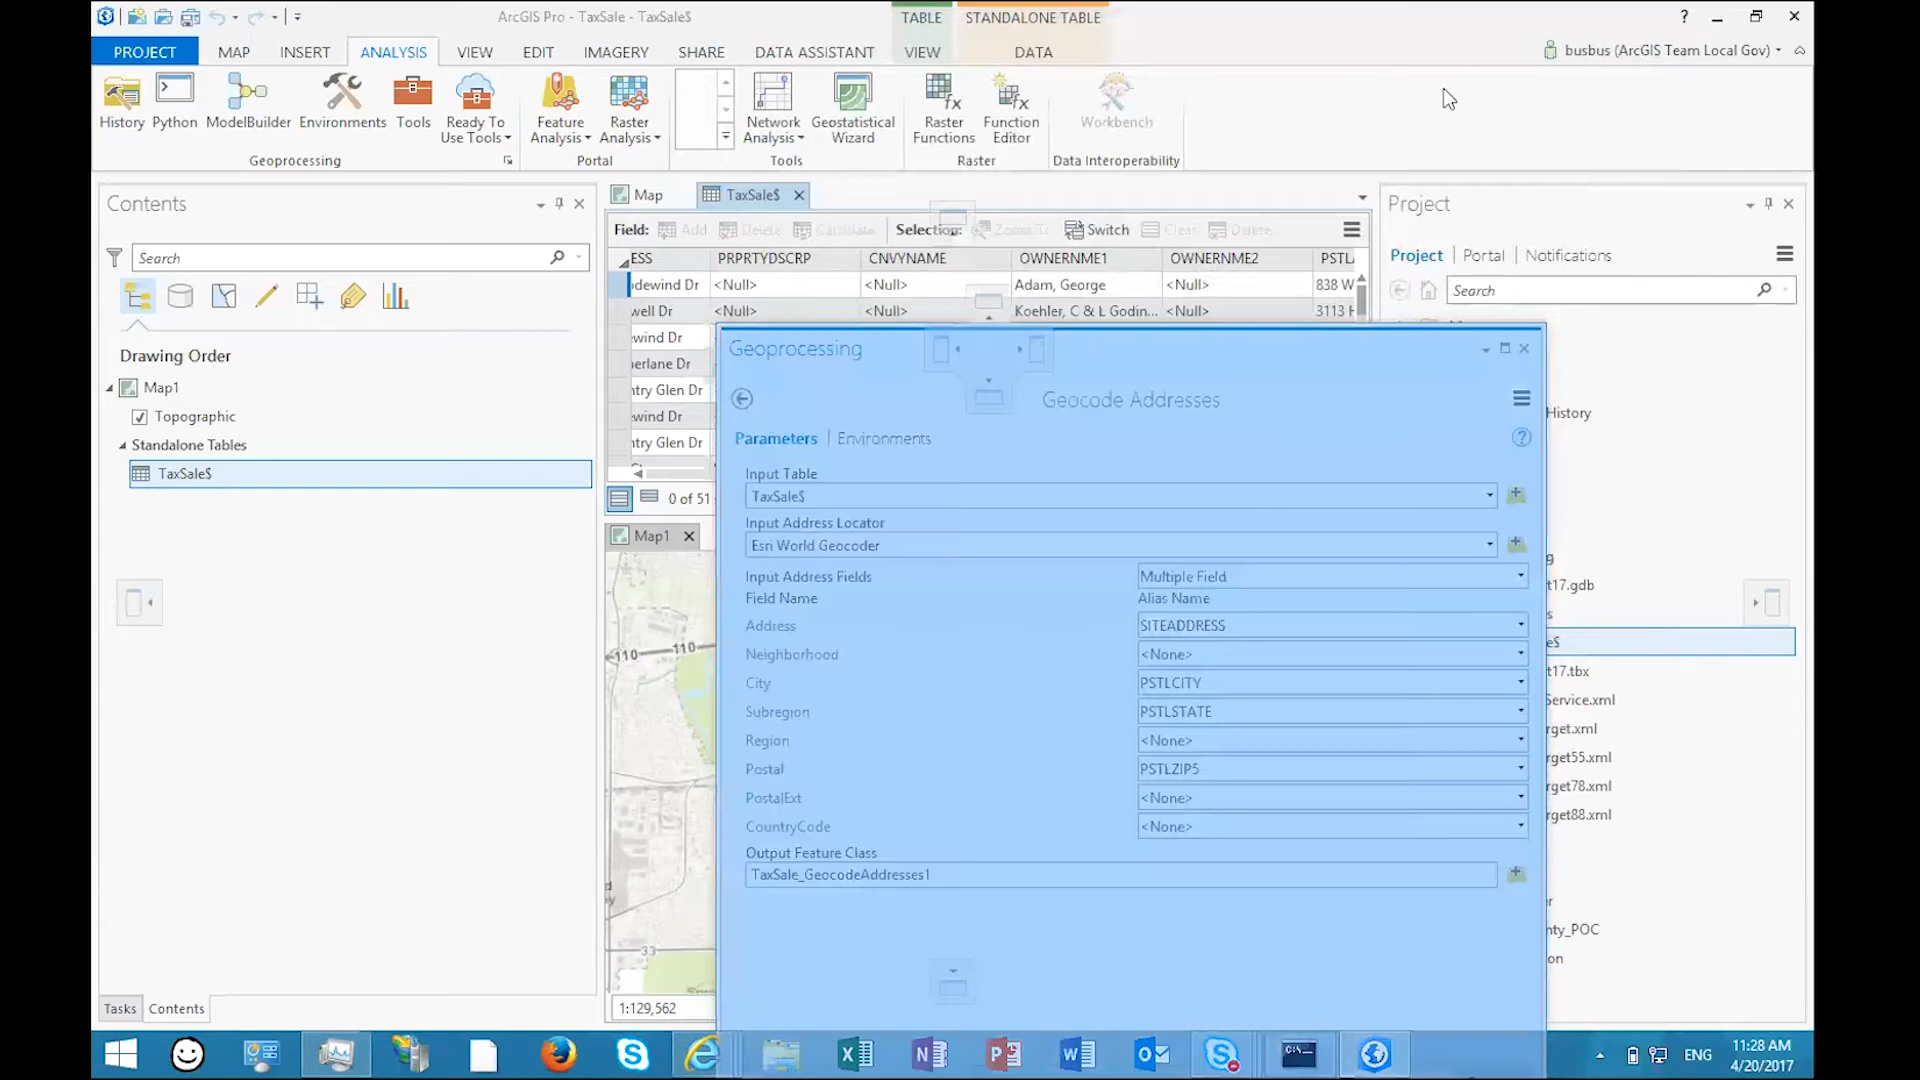 ArcGIS Pro - TaxSale - TaxSale$
TABLE
STANDALONE TABLE
?
PROJECT
MAP
INSERT
ANALYSIS
VIEW
EDIT
IMAGERY
SHARE
DATA ASSISTANT
VIEW
DATA
busbus (ArcGIS Team Local Gov)
History
Python
ModelBuilder
Environments
Tools
Ready To
Use Tools
Feature
Analysis
Raster
Analysis
Network
Analysis
Geostatistical
Wizard
Raster
Functions
Function
Editor
Workbench
Geoprocessing
Portal
Tools
Raster
Data Interoperability
Contents
Search
Drawing Order
Map1
Topographic
Standalone Tables
TaxSale$
Tasks
Contents
Map
TaxSale$
Field:
Add
Delete
Calculate
Selection:
Switch
Clear
Delete
ESS
PRPRTYDSCRP
CNVYNAME
OWNERNME1
OWNERNME2
PSTLA
dewind Dr
<Null>
<Null>
Adam, George
<Null>
838 W
well Dr
<Null>
<Null>
Koehler, C & L Godin...
<Null>
3113 H
ewind Dr
erlane Dr
ntry Glen Dr
ewind Dr
ntry Glen Dr
0 of 51
Map1
110
110
33
1:129,562
Geoprocessing
Geocode Addresses
Parameters
Environments
?
Input Table
TaxSale$
Input Address Locator
Esri World Geocoder
Input Address Fields
Multiple Field
Field Name
Alias Name
Address
SITEADDRESS
Neighborhood
<None>
City
PSTLCITY
Subregion
PSTLSTATE
Region
<None>
Postal
PSTLZIP5
PostalExt
<None>
CountryCode
<None>
Output Feature Class
TaxSale_GeocodeAddresses1
Project
Project
Portal
Notifications
Search
History
g
t17.gdb
s
e$
t17.tbx
Service.xml
rget.xml
rget55.xml
rget78.xml
rget88.xml
r
nty_POC
on
ENG
11:28 AM
4/20/2017